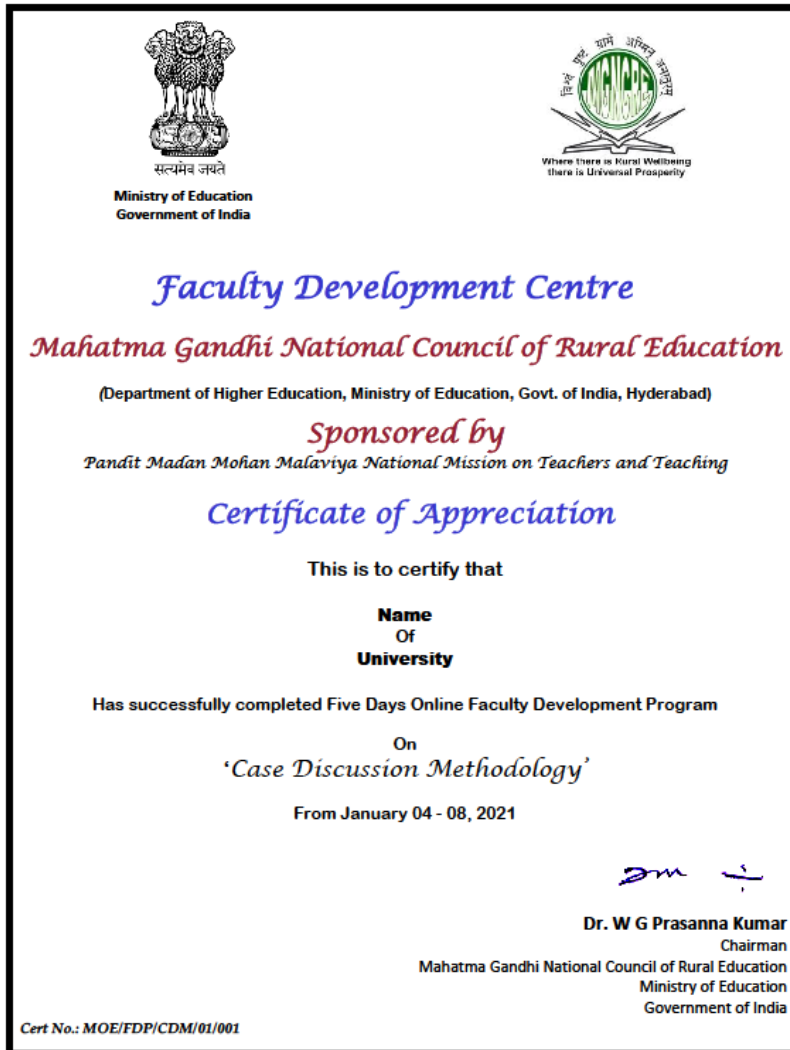 सत्यमेव जयते
Ministry of Education
Government of India
विश्वं पुष्टं ग्रामे अस्मिन् अनातुरम्
MGNCRE
Where there is Rural Wellbeing
there is Universal Prosperity
Faculty Development Centre
Mahatma Gandhi National Council of Rural Education
(Department of Higher Education, Ministry of Education, Govt. of India, Hyderabad)
Sponsored by
Pandit Madan Mohan Malaviya National Mission on Teachers and Teaching
Certificate of Appreciation
This is to certify that
Name
Of
University
Has successfully completed Five Days Online Faculty Development Program
On
‘Case Discussion Methodology’
From January 04 - 08, 2021
Dr. W G Prasanna Kumar
Chairman
Mahatma Gandhi National Council of Rural Education
Ministry of Education
Government of India
Cert No.: MOE/FDP/CDM/01/001